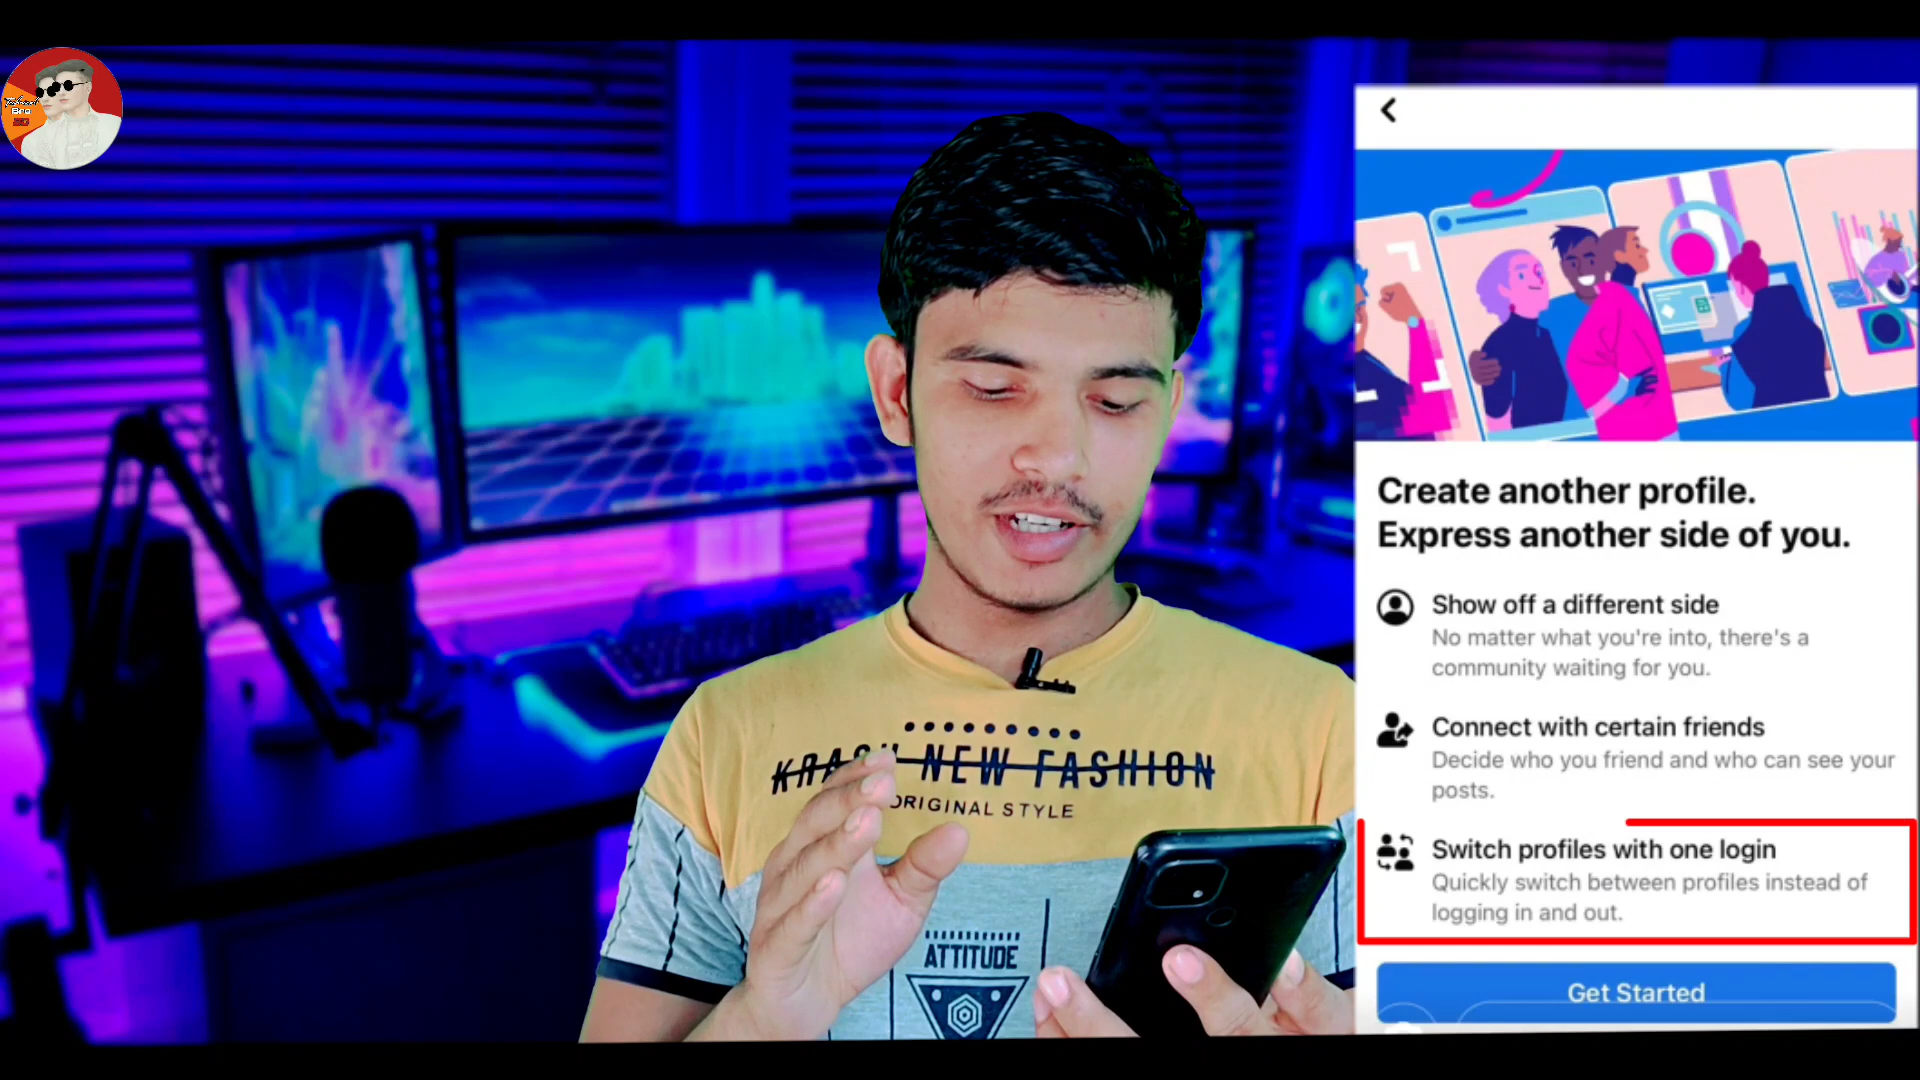 Bro
Create another profile.
Express another side of you.
Show off a different side
No matter what you're into, there's a
community waiting for you.
Connect with certain friends
Decide who you friend and who can see your
posts.
Switch profiles with one login
Quickly switch between profiles instead of
logging in and out.
Get Started
NEW FASHION
ORIGINAL STYLE
ATTITUDE